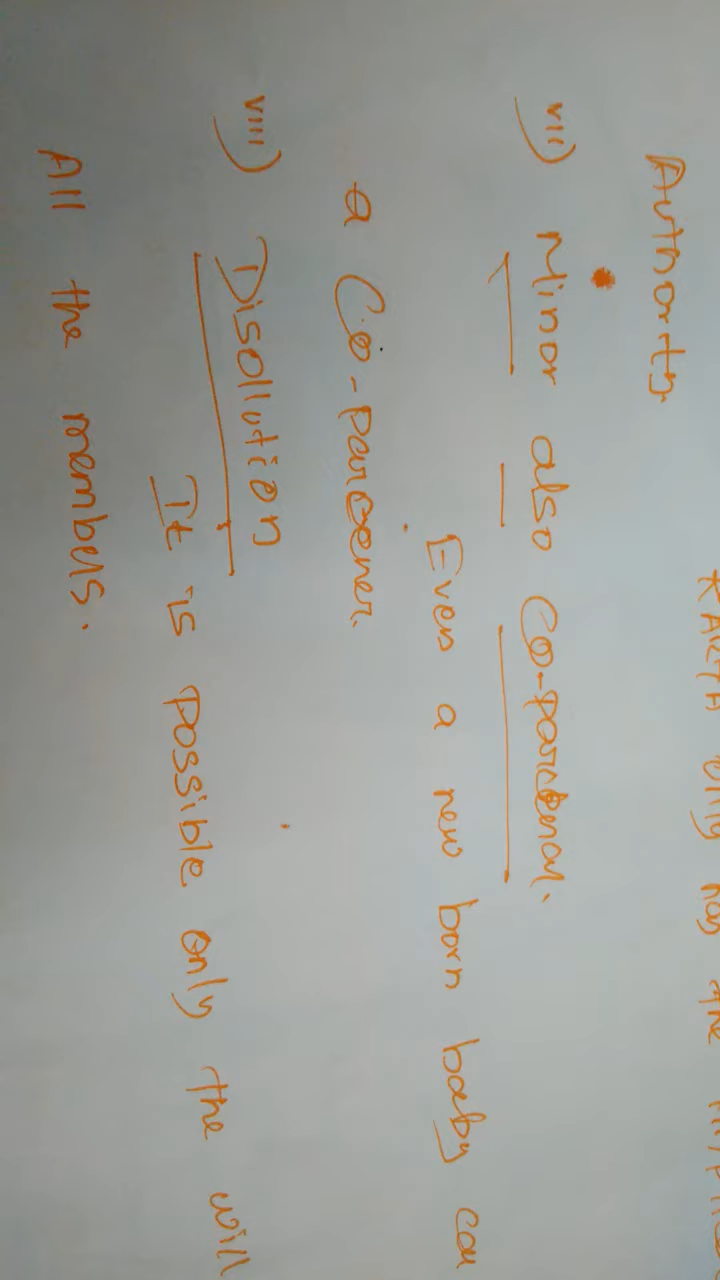 KARTA only has the
Authority.
vii) Minor also Co-parcenar.
Even a new born baby can
a Co-parcener.
viii) Disollution
It is possible only the will
All the members.